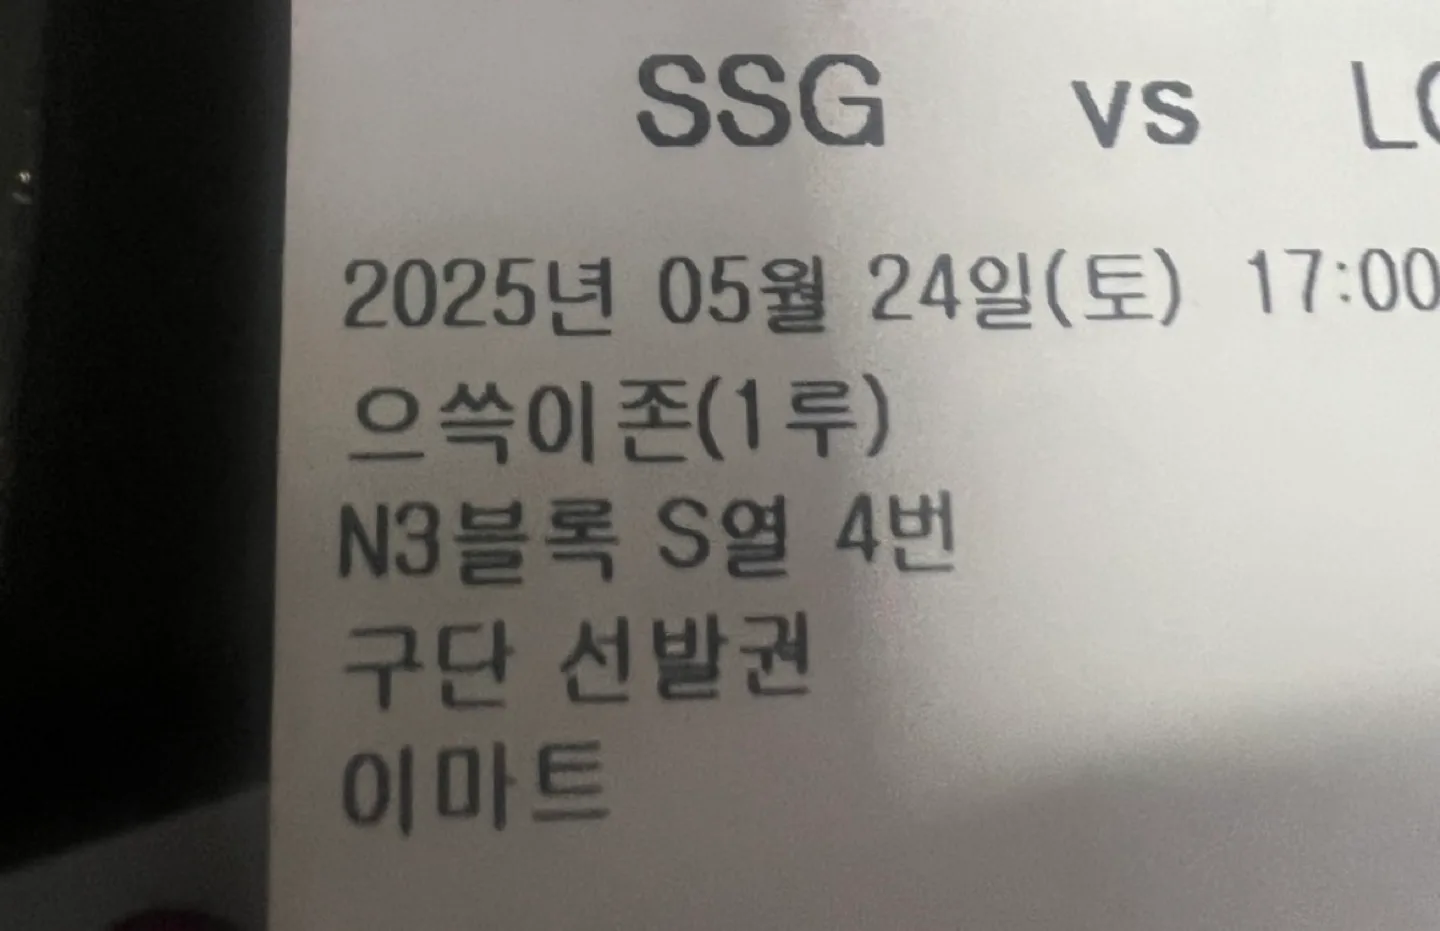 SSG vs
2025년 05월 24일(토) 17:00
으쓱이존(1루)
N3블록 S열 4번
구단 선발권
이마트